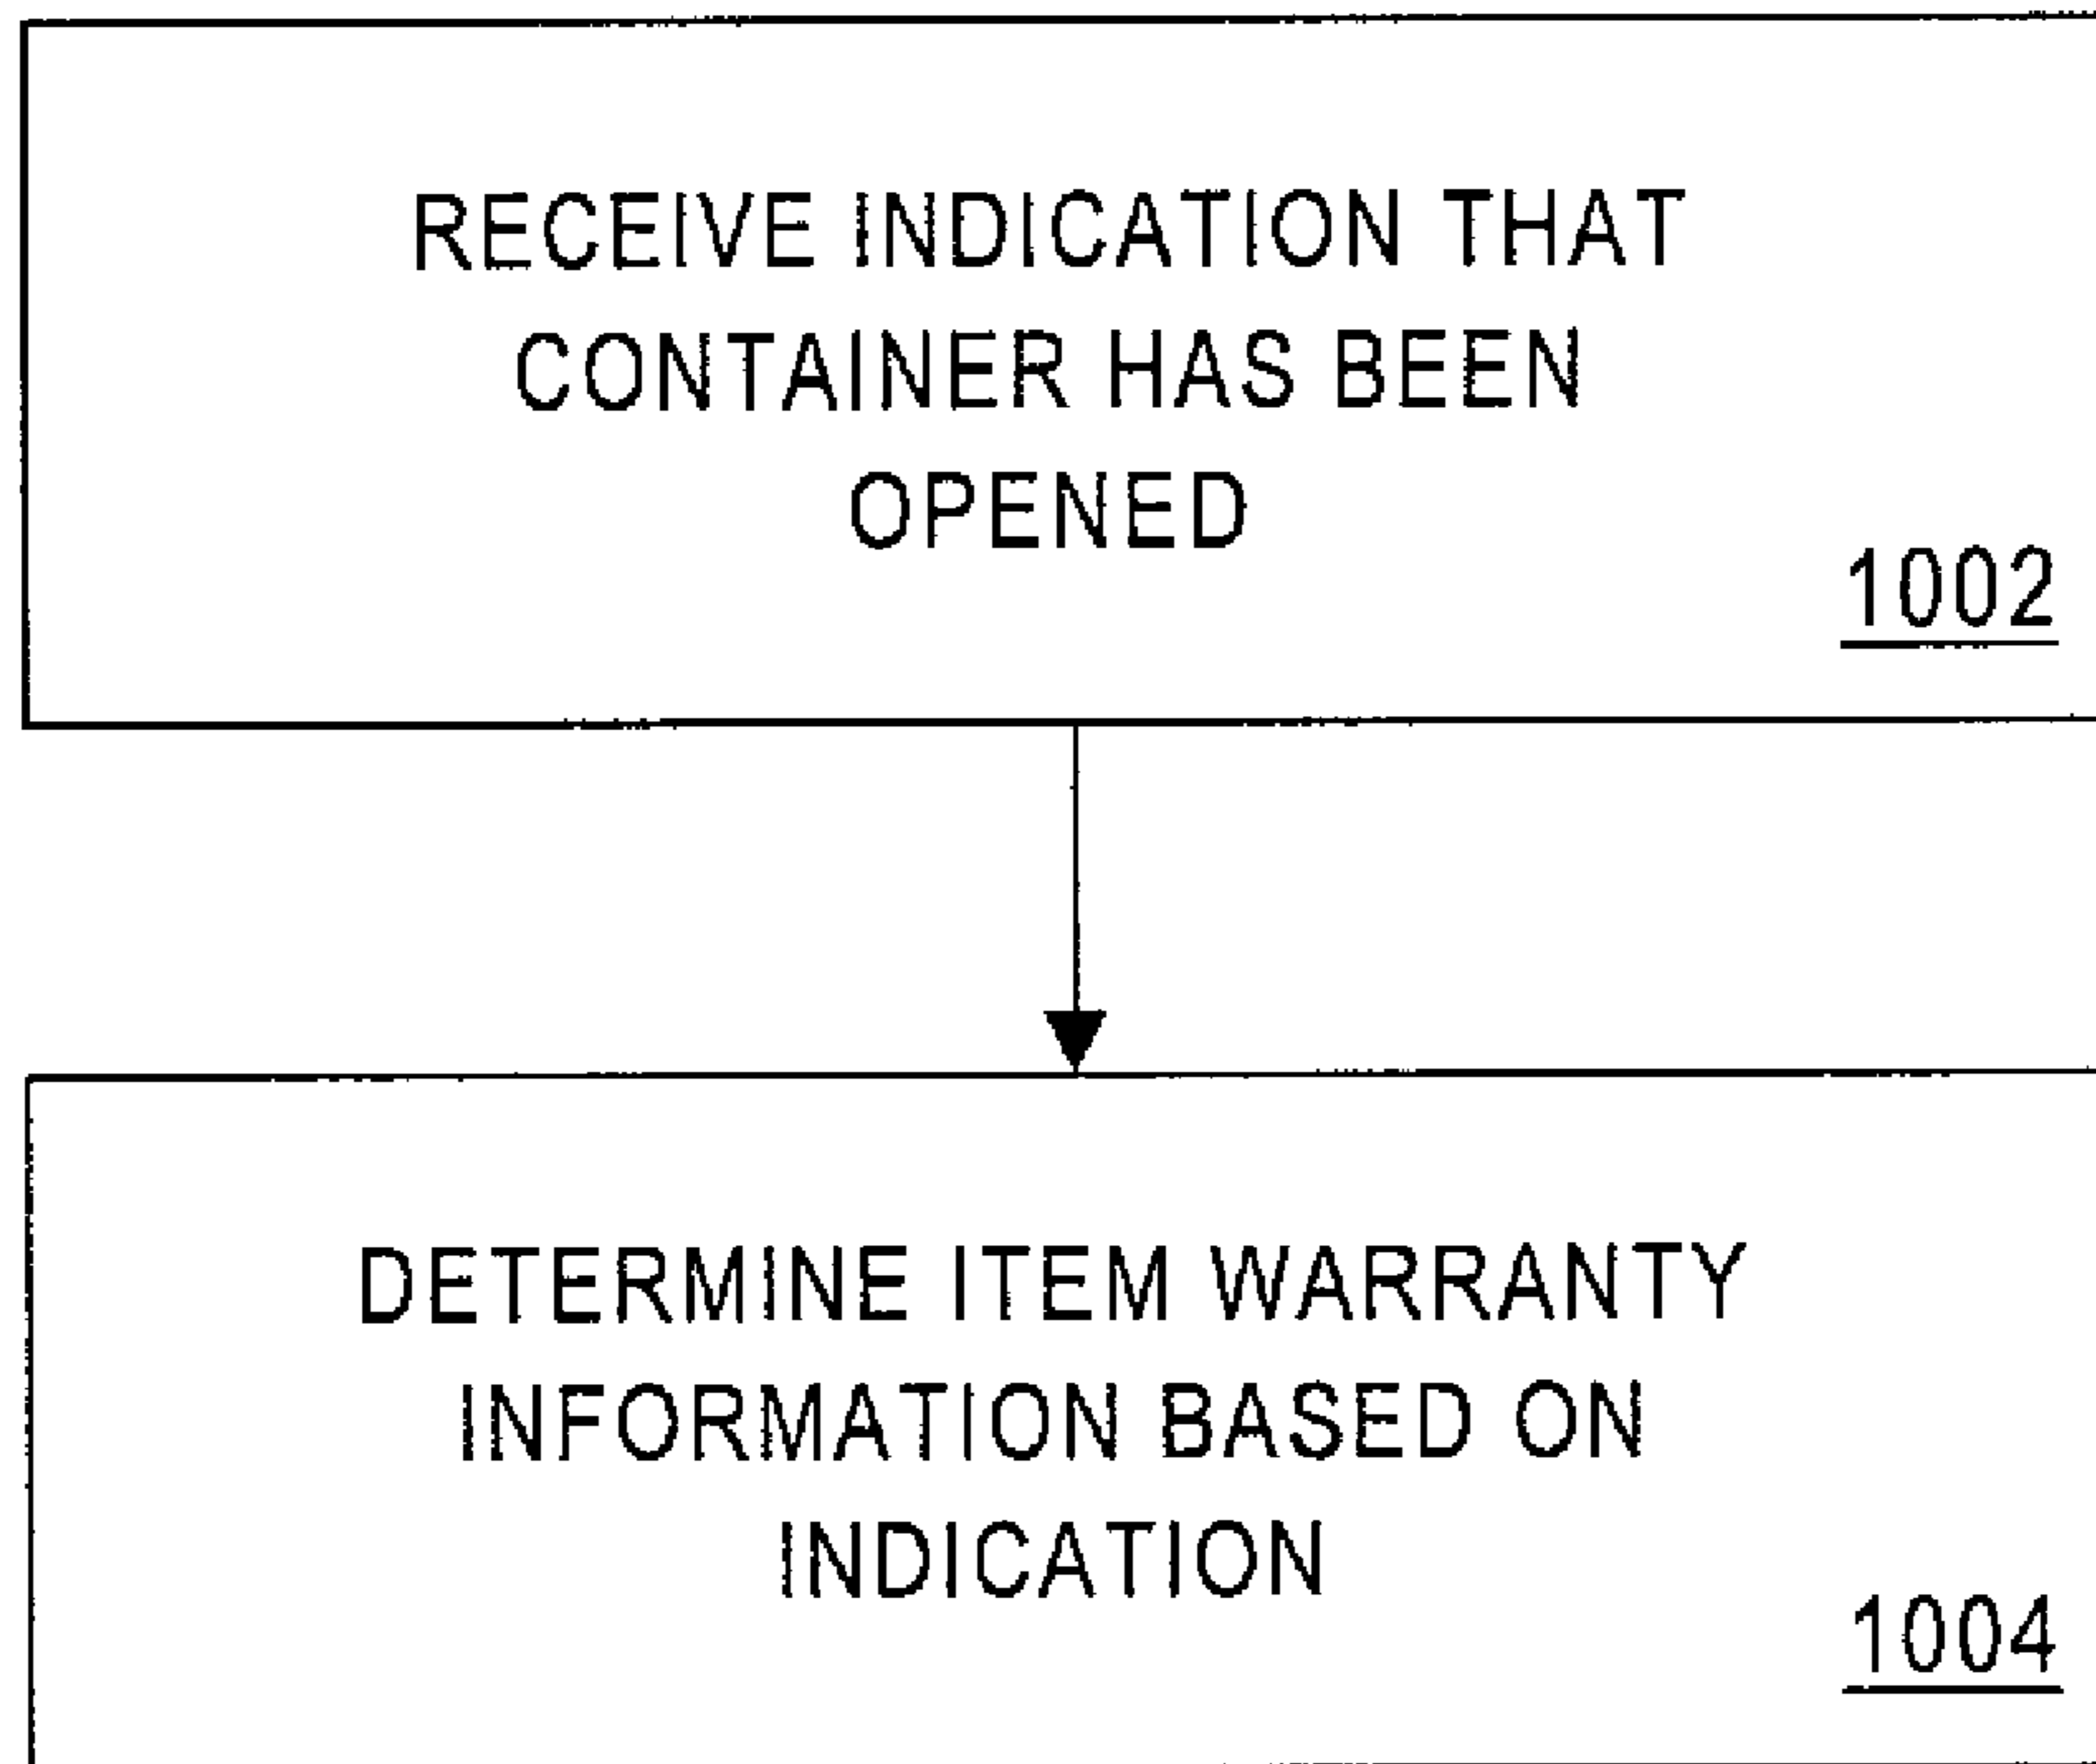 RECEIVE INDICATION THAT
CONTAINER HAS BEEN
OPENED
1002
DETERMINE ITEM WARRANTY
INFORMATION BASED ON
INDICATION
1004